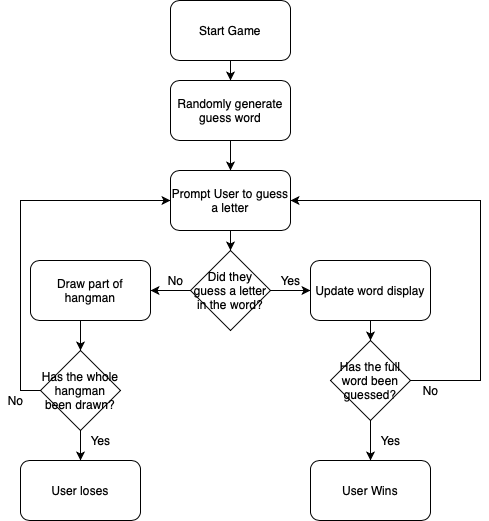 Start Game
Randomly generate
guess word
Prompt User to guess
a letter
Did they
guess a letter
in the word?
No
Yes
Draw part of
hangman
Update word display
Has the whole
hangman
been drawn?
No
Yes
Has the full
word been
guessed?
No
Yes
User loses
User Wins